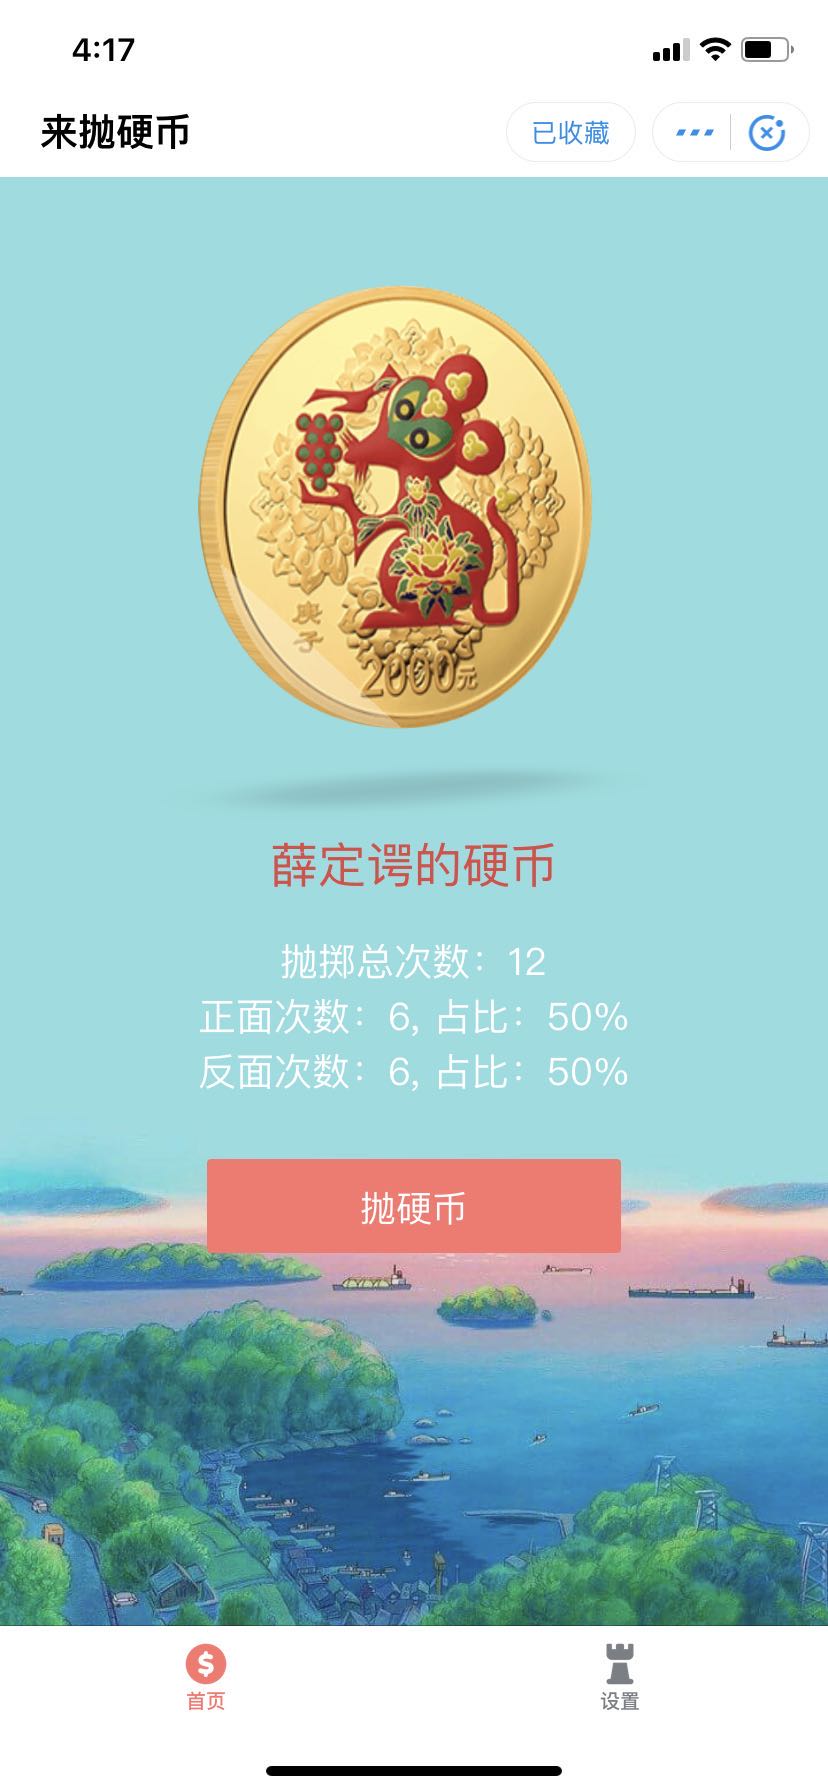 4:17
来抛硬币
已收藏
庚
子
2000元
薛定谔的硬币
抛掷总次数：12
正面次数：6, 占比：50%
反面次数：6, 占比：50%
抛硬币
首页
设置